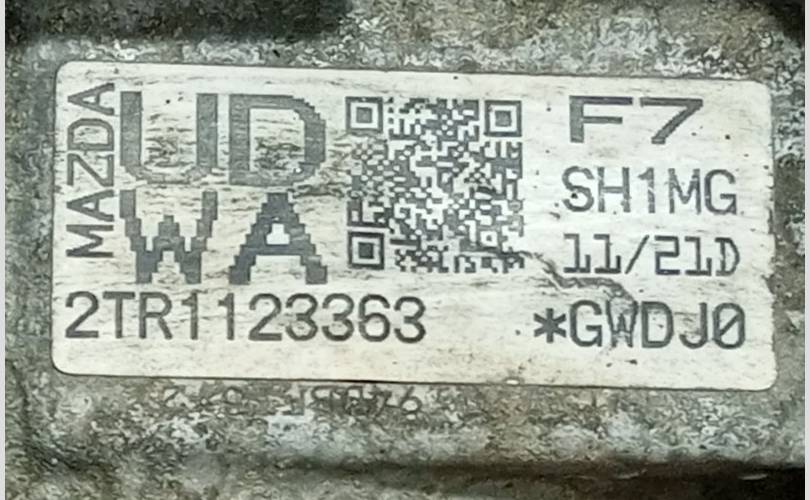 MAZDA
UD
WA
F7
SH1MG
11/21D
2TR1123363
*GWDJ0